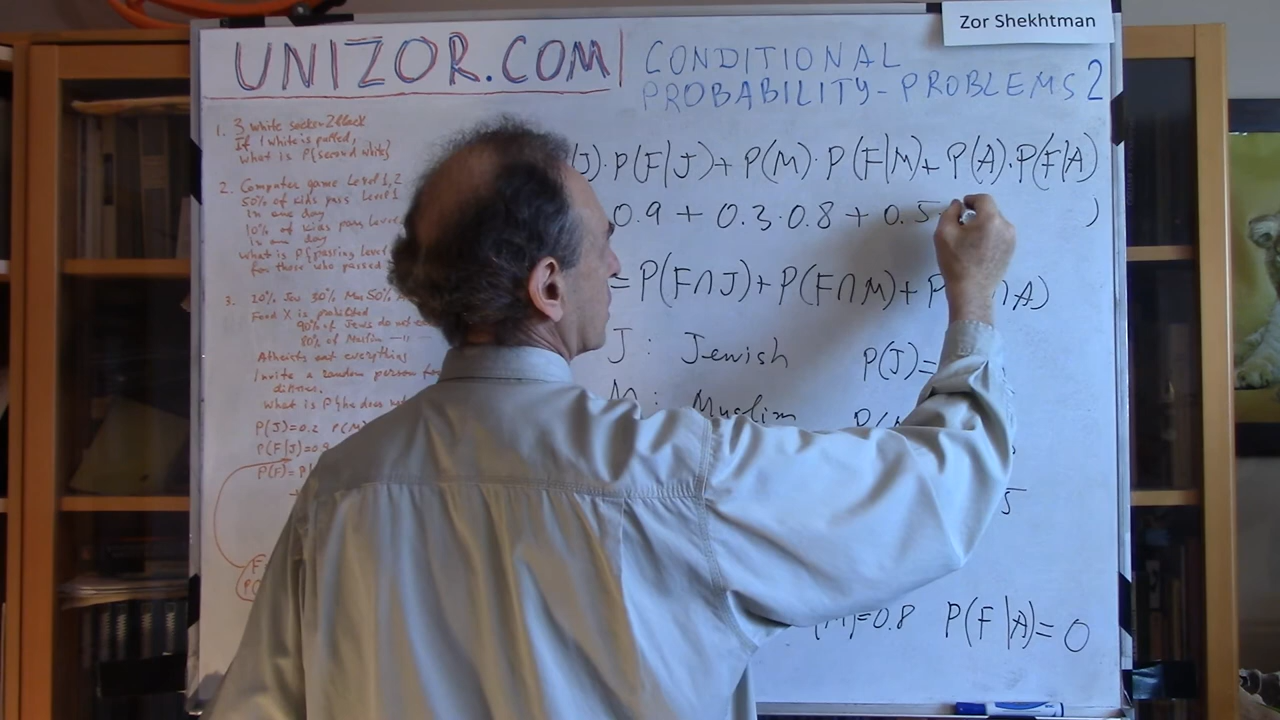 Zor Shekhtman
UNIZOR.COM
CONDITIONAL
PROBABILITY-PROBLEMS 2
1. 3 white socks 2 black
If 1 white is pulled,
what is P{second white}
2. Computer game Level 1,2
50% of kids pass Level 1
in one day
10% of kids pass Level
in one day
What is P{passing Level
for those who passed
3. 20% Jew 30% Mus 50% A
Food X is prohibited
90% of Jews do not
80% of Muslim —"—
Atheists eat everything
Invite a random person for
dinner.
What is P{he does not
P(J)=0.2 P(M)
P(F|J)=0.9
P(F)=P(
J)·P(F|J)+P(M)·P(F|M)+P(A)·P(F|A)
0.9 + 0.3·0.8 + 0.5 )
=P(F∩J)+P(F∩M)+P ∩A)
J: Jewish P(J)=
M: Muslim P(M
5
M)=0.8 P(F|A)=0